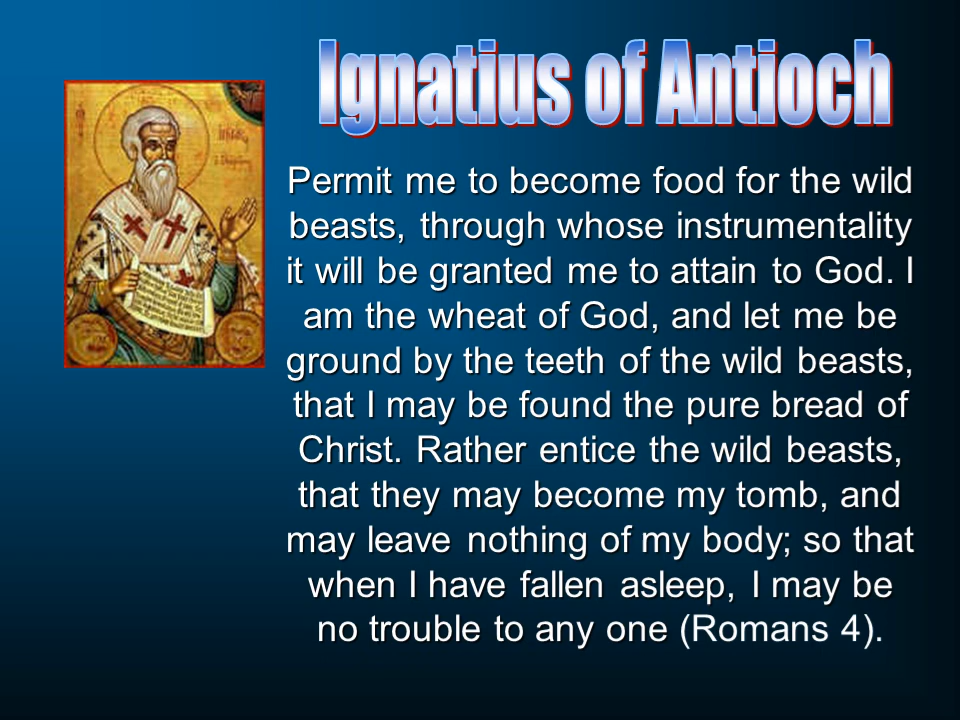 Ignatius of Antioch
Permit me to become food for the wild
beasts, through whose instrumentality
it will be granted me to attain to God. I
am the wheat of God, and let me be
ground by the teeth of the wild beasts,
that I may be found the pure bread of
Christ. Rather entice the wild beasts,
that they may become my tomb, and
may leave nothing of my body; so that
when I have fallen asleep, I may be
no trouble to any one (Romans 4).